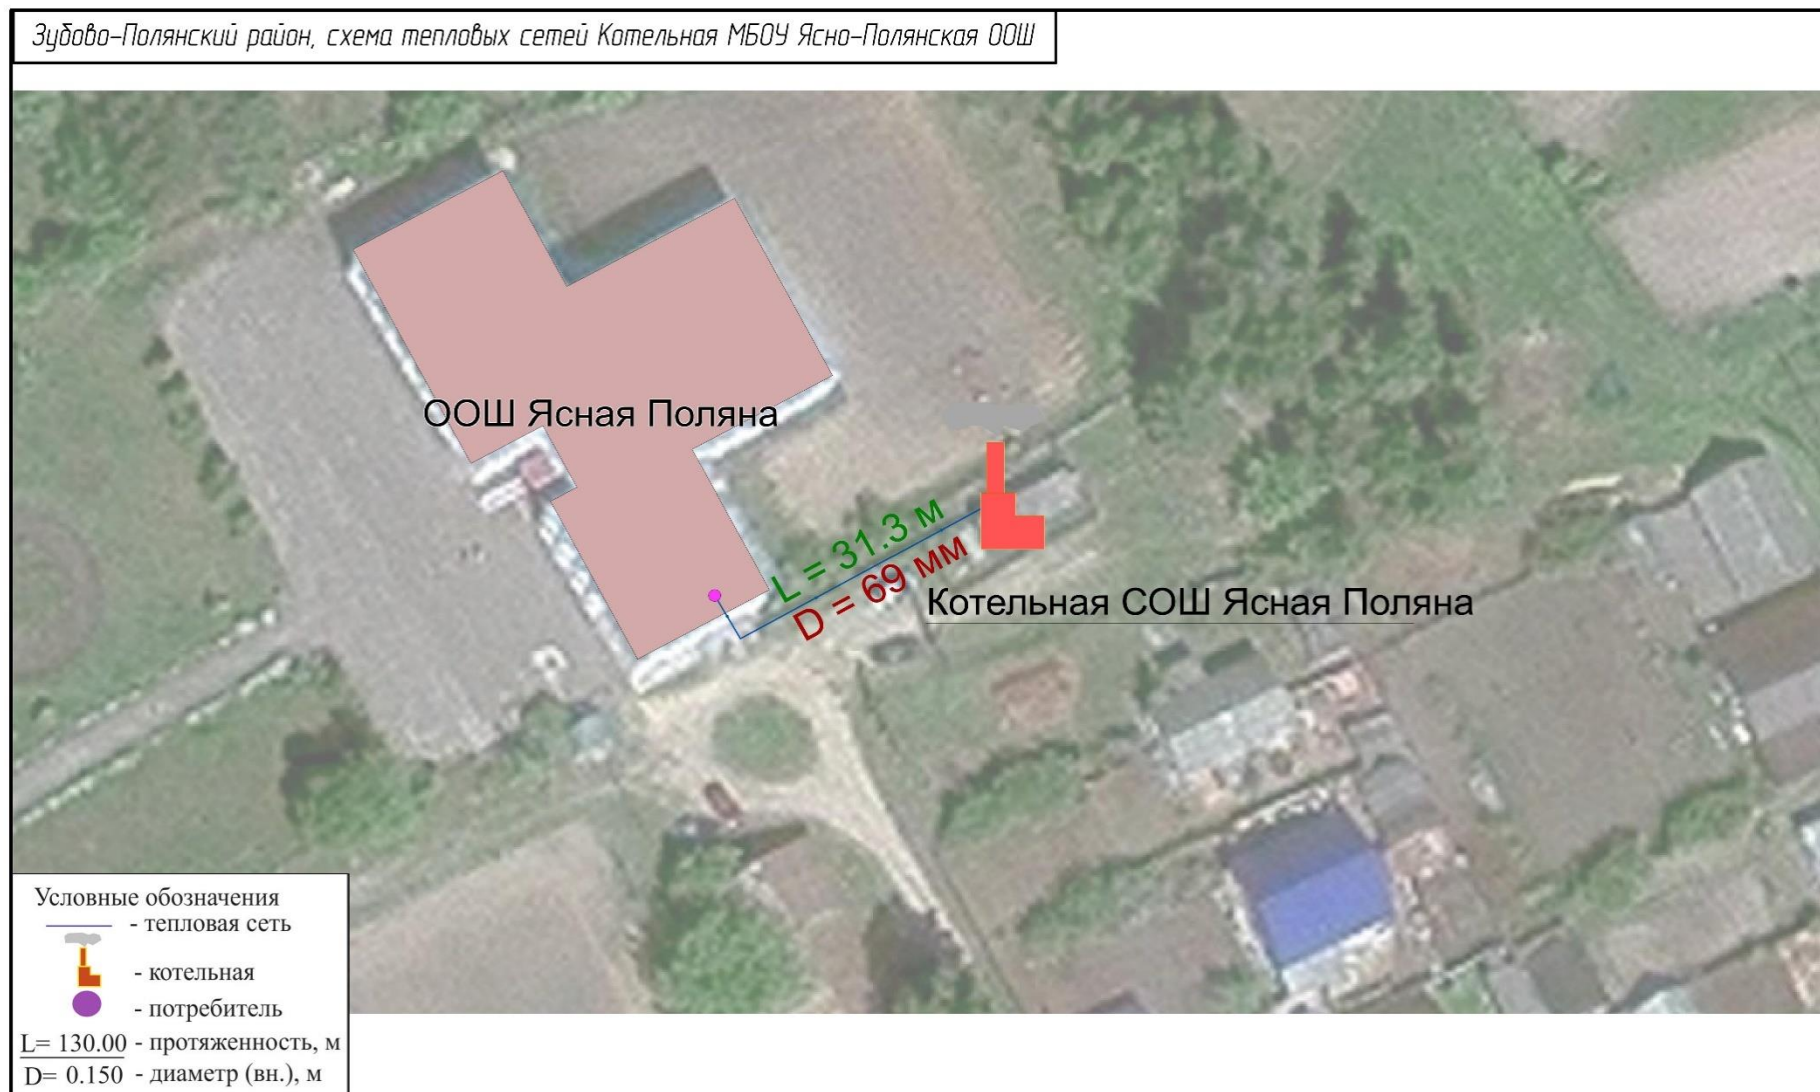 Зубово-Полянский район, схема тепловых сетей Котельная МБОУ Ясно-Полянская ООШ
ООШ Ясная Поляна
L = 31.3 м
D = 69 мм
Котельная СОШ Ясная Поляна
Условные обозначения
- тепловая сеть
- котельная
- потребитель
L= 130.00 - протяженность, м
D= 0.150 - диаметр (вн.), м